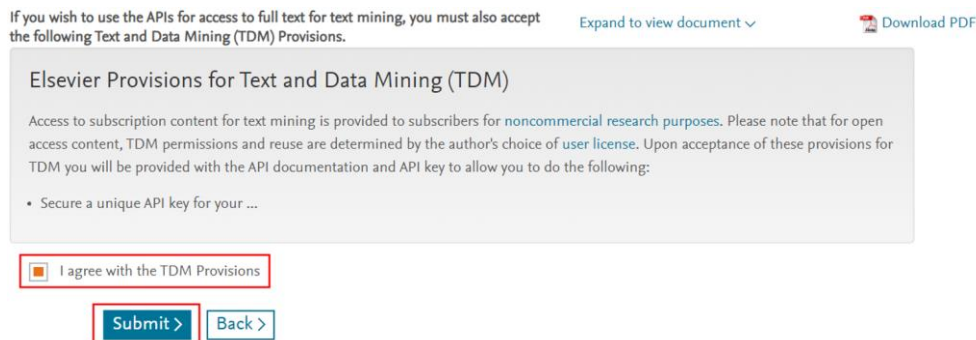 If you wish to use the APIs for access to full text for text mining, you must also accept
the following Text and Data Mining (TDM) Provisions.
Expand to view document
Download PDF
Elsevier Provisions for Text and Data Mining (TDM)
Access to subscription content for text mining is provided to subscribers for noncommercial research purposes. Please note that for open
access content, TDM permissions and reuse are determined by the author's choice of user license. Upon acceptance of these provisions for
TDM you will be provided with the API documentation and API key to allow you to do the following:
• Secure a unique API key for your ...
I agree with the TDM Provisions
Submit >
Back >